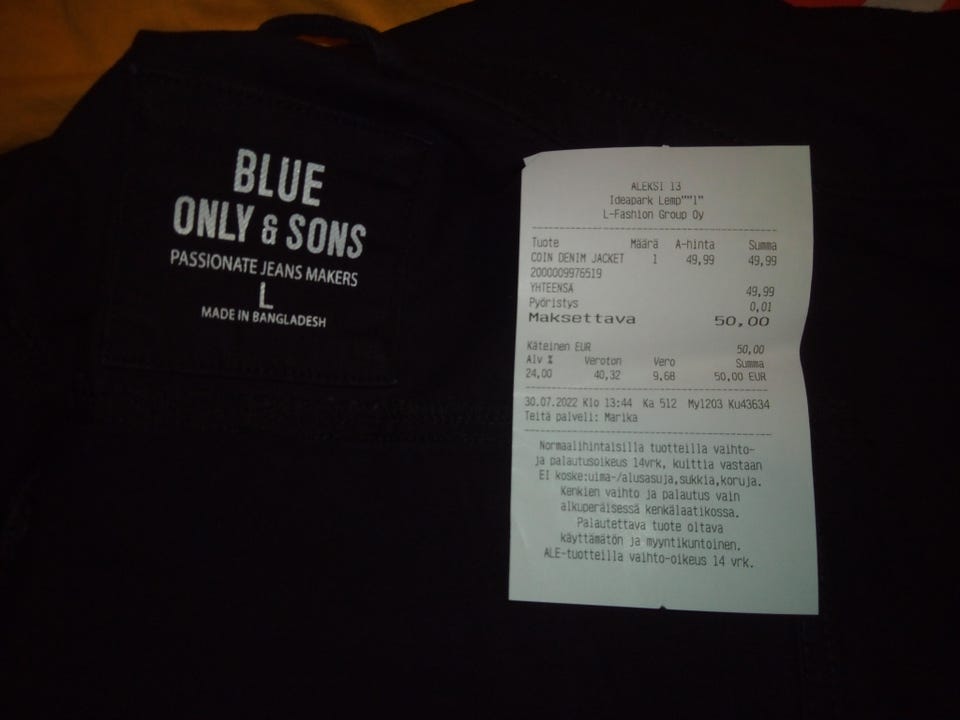 BLUE
ONLY & SONS
PASSIONATE JEANS MAKERS
L
MADE IN BANGLADESH
ALEKSI 13
Ideapark Lemp""l"
L-Fashion Group Oy
Tuote Määrä A-hinta Summa
COIN DENIM JACKET 1 49,99 49,99
2000009976519
YHTEENSÄ 49,99
Pyöristys 0,01
Maksettava 50,00
Käteinen EUR 50,00
Alv % Veroton Vero Summa
24,00 40,32 9,68 50,00 EUR
30.07.2022 Klo 13:44 Ka 512 My1203 Ku43634
Teitä palveli: Marika
Normaalihintaisilla tuotteilla vaihto-
ja palautusoikeus 14vrk, kuittia vastaan
EI koske:uima-/alusasuja,sukkia,koruja.
Kenkien vaihto ja palautus vain
alkuperäisessä kenkälaatikossa.
Palautettava tuote oltava
käyttämätön ja myyntikuntoinen.
ALE-tuotteilla vaihto-oikeus 14 vrk.